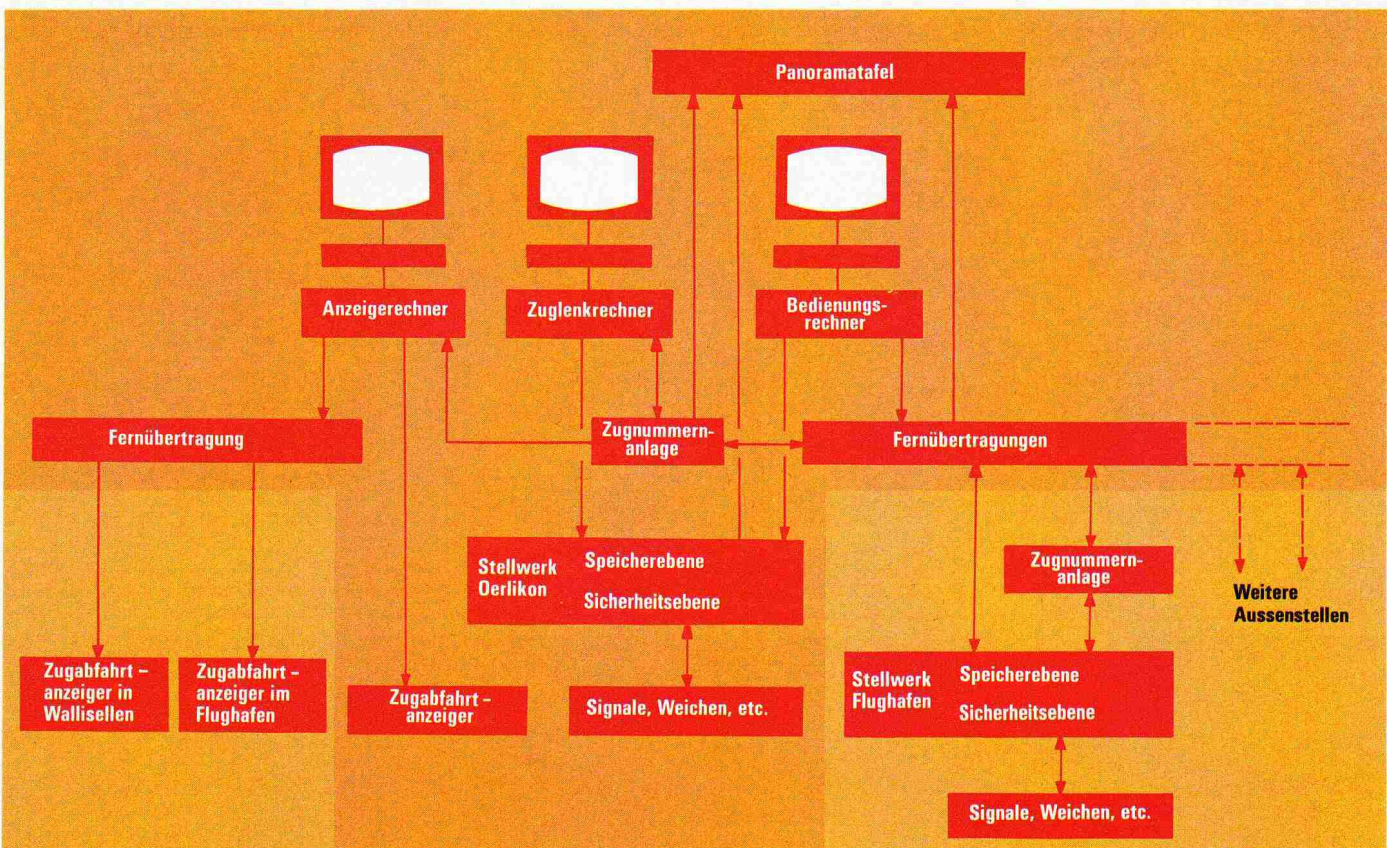 Panoramatafel
Anzeigerechner
Zuglenkrechner
Bedienungs-
rechner
Fernübertragung
Zugnummern-
anlage
Fernübertragungen
Stellwerk
Oerlikon
Speicherebene
Sicherheitsebene
Zugnummern-
anlage
Weitere
Aussenstellen
Zugabfahrt –
anzeiger in
Wallisellen
Zugabfahrt –
anzeiger im
Flughafen
Zugabfahrt –
anzeiger
Signale, Weichen, etc.
Stellwerk
Flughafen
Speicherebene
Sicherheitsebene
Signale, Weichen, etc.